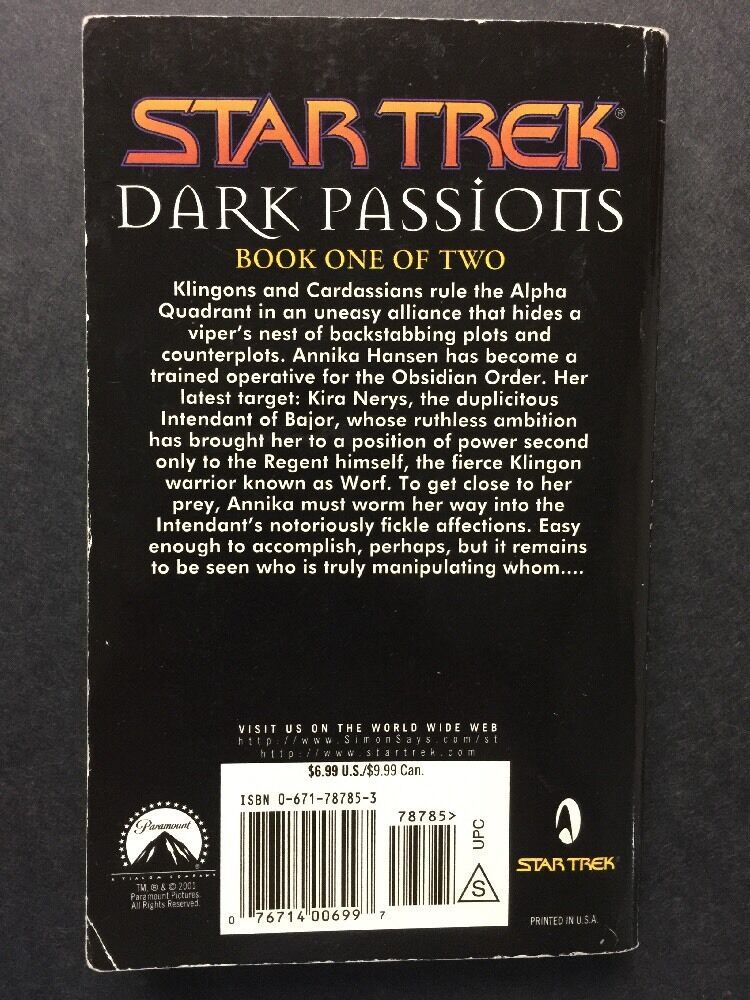 STAR TREK®
DARK PASSIONS
BOOK ONE OF TWO
Klingons and Cardassians rule the Alpha
Quadrant in an uneasy alliance that hides a
viper's nest of backstabbing plots and
counterplots. Annika Hansen has become a
trained operative for the Obsidian Order. Her
latest target: Kira Nerys, the duplicitous
Intendant of Bajor, whose ruthless ambition
has brought her to a position of power second
only to the Regent himself, the fierce Klingon
warrior known as Worf. To get close to her
prey, Annika must worm her way into the
Intendant's notoriously fickle affections. Easy
enough to accomplish, perhaps, but it remains
to be seen who is truly manipulating whom....
VISIT US ON THE WORLD WIDE WEB
http://www.SimonSays.com/st
http://www.startrek.com
$6.99 U.S./$9.99 Can.
ISBN 0-671-78785-3
78785>
UPC
S
0 76714 00699 7
Paramount
A VIACOM COMPANY
TM, ® & © 2001
Paramount Pictures.
All Rights Reserved.
STAR TREK®
PRINTED IN U.S.A.